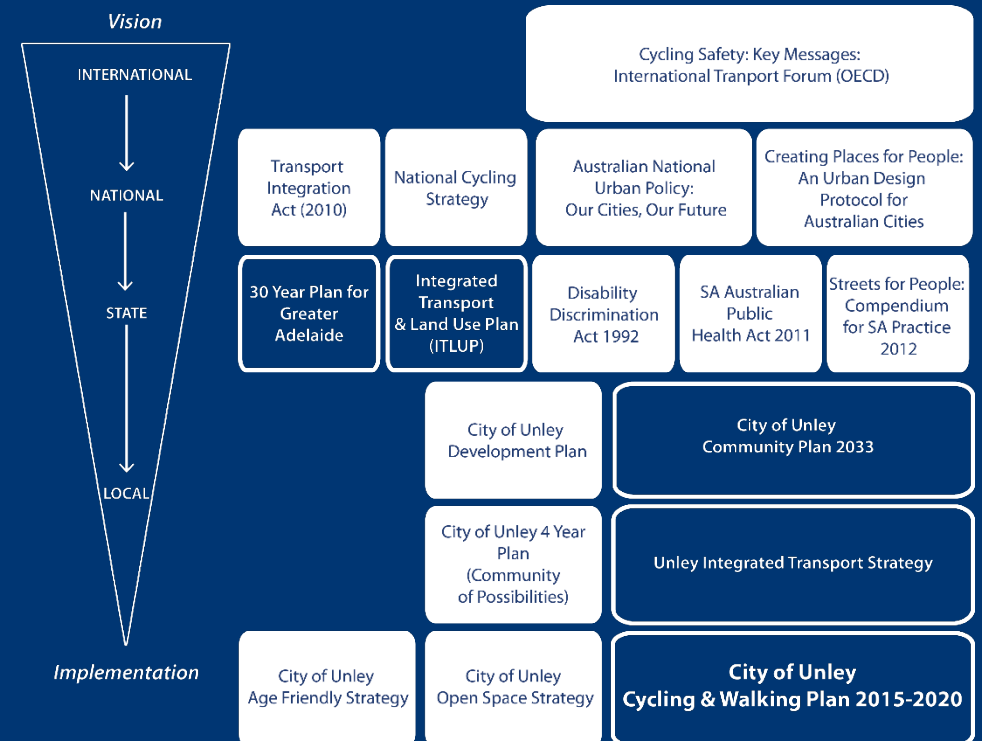 Vision
INTERNATIONAL
NATIONAL
STATE
LOCAL
Implementation
Cycling Safety: Key Messages:
International Tranport Forum (OECD)
Transport
Integration
Act (2010)
National Cycling
Strategy
Australian National
Urban Policy:
Our Cities, Our Future
Creating Places for People:
An Urban Design
Protocol for
Australian Cities
30 Year Plan for
Greater
Adelaide
Integrated
Transport
& Land Use Plan
(ITLUP)
Disability
Discrimination
Act 1992
SA Australian
Public
Health Act 2011
Streets for People:
Compendium
for SA Practice
2012
City of Unley
Development Plan
City of Unley
Community Plan 2033
City of Unley 4 Year
Plan
(Community
of Possibilities)
Unley Integrated Transport Strategy
City of Unley
Age Friendly Strategy
City of Unley
Open Space Strategy
City of Unley
Cycling & Walking Plan 2015-2020